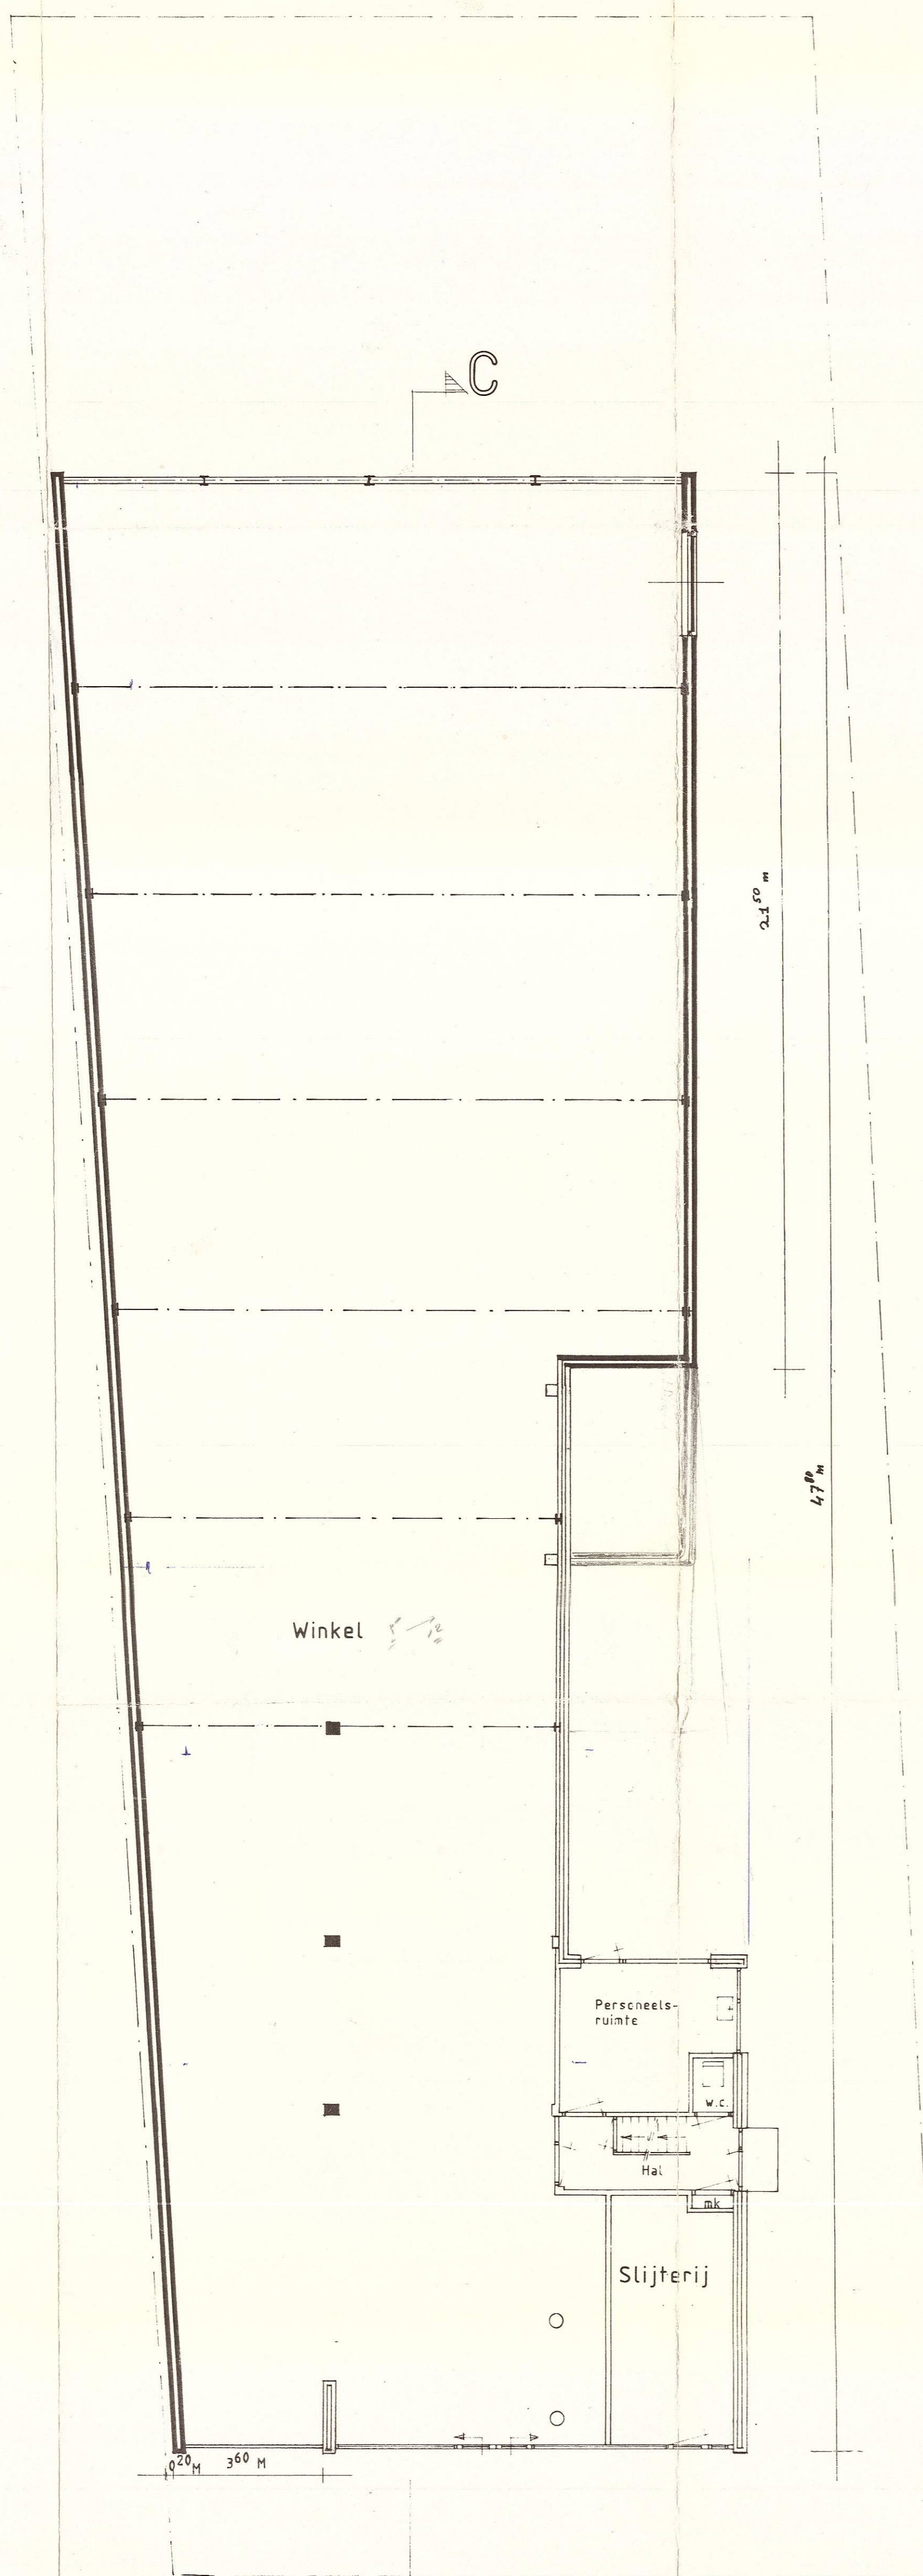 C
21⁵⁰ m
47⁸⁰ m
Winkel
Personeels-
ruimte
W.C.
Hal
mk
Slijterij
0²⁰ M
3⁶⁰ M